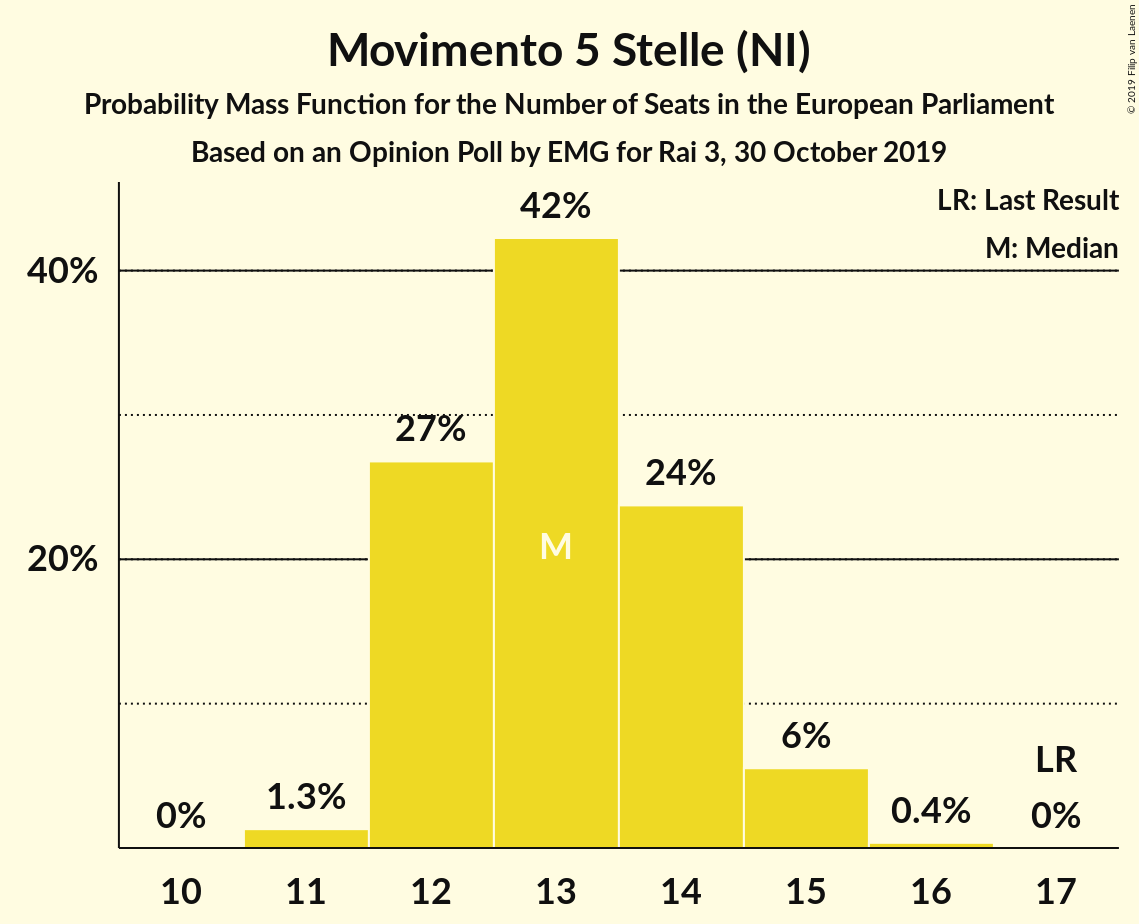 Movimento 5 Stelle (NI)
Probability Mass Function for the Number of Seats in the European Parliament
Based on an Opinion Poll by EMG for Rai 3, 30 October 2019
© 2019 Filip van Laenen
LR: Last Result
M: Median
40%
20%
0%
1.3%
27%
42%
M
24%
6%
0.4%
LR
0%
10 11 12 13 14 15 16 17